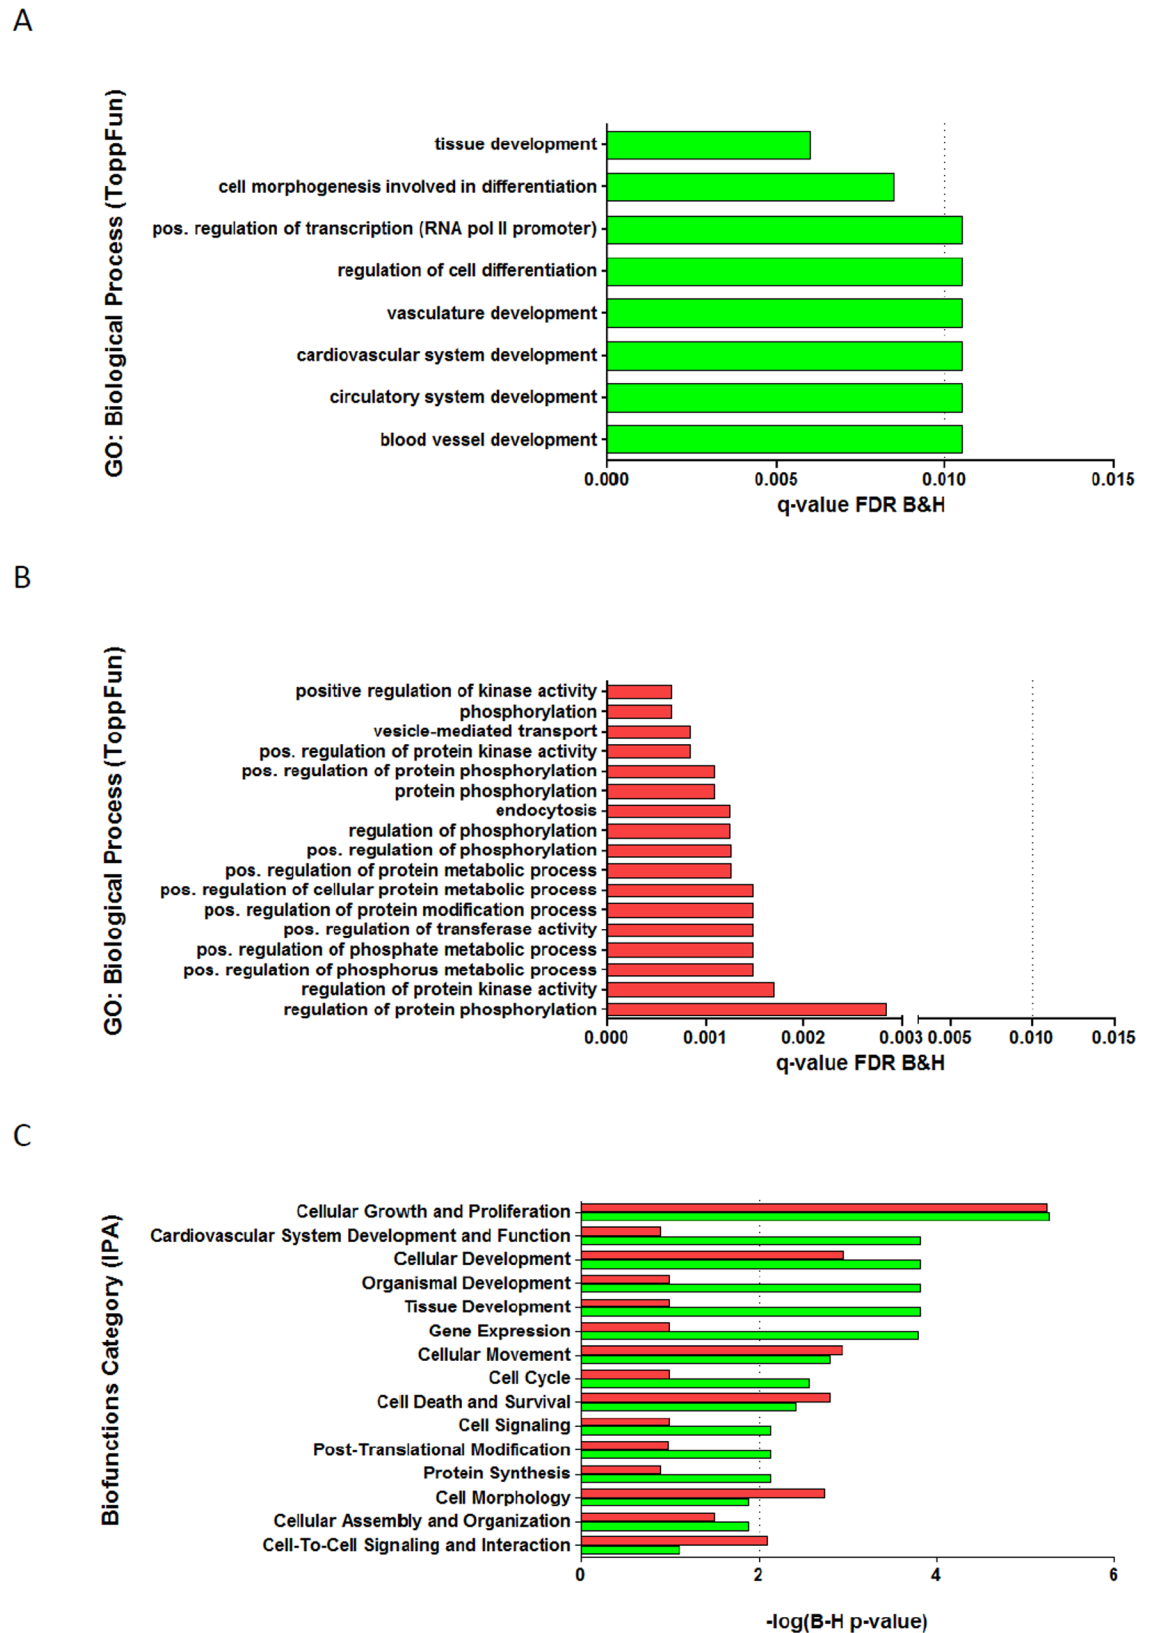 A
GO: Biological Process (ToppFun)
tissue development
cell morphogenesis involved in differentiation
pos. regulation of transcription (RNA pol II promoter)
regulation of cell differentiation
vasculature development
cardiovascular system development
circulatory system development
blood vessel development
0.000 0.005 0.010 0.015
q-value FDR B&H
B
GO: Biological Process (ToppFun)
positive regulation of kinase activity
phosphorylation
vesicle-mediated transport
pos. regulation of protein kinase activity
pos. regulation of protein phosphorylation
protein phosphorylation
endocytosis
regulation of phosphorylation
pos. regulation of phosphorylation
pos. regulation of protein metabolic process
pos. regulation of cellular protein metabolic process
pos. regulation of protein modification process
pos. regulation of transferase activity
pos. regulation of phosphate metabolic process
pos. regulation of phosphorus metabolic process
regulation of protein kinase activity
regulation of protein phosphorylation
0.000 0.001 0.002 0.003 0.005 0.010 0.015
q-value FDR B&H
C
Biofunctions Category (IPA)
Cellular Growth and Proliferation
Cardiovascular System Development and Function
Cellular Development
Organismal Development
Tissue Development
Gene Expression
Cellular Movement
Cell Cycle
Cell Death and Survival
Cell Signaling
Post-Translational Modification
Protein Synthesis
Cell Morphology
Cellular Assembly and Organization
Cell-To-Cell Signaling and Interaction
0 2 4 6
-log(B-H p-value)